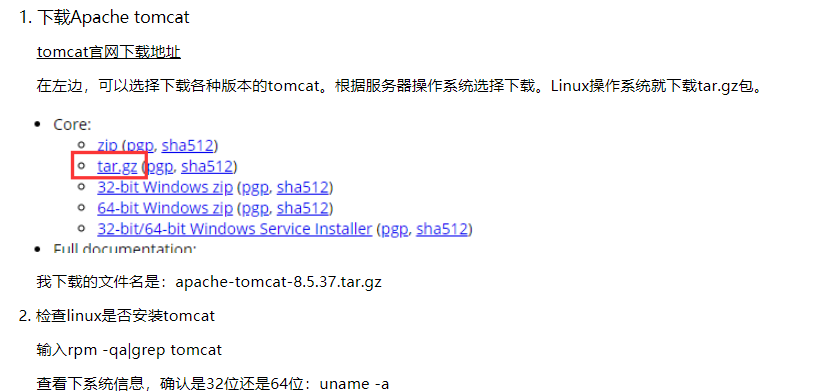 1. 下载Apache tomcat
tomcat官网下载地址
在左边，可以选择下载各种版本的tomcat。根据服务器操作系统选择下载。Linux操作系统就下载tar.gz包。
Core:
zip (pgp, sha512)
tar.gz (pgp, sha512)
32-bit Windows zip (pgp, sha512)
64-bit Windows zip (pgp, sha512)
32-bit/64-bit Windows Service Installer (pgp, sha512)
Full documentation:
我下载的文件名是：apache-tomcat-8.5.37.tar.gz
2. 检查linux是否安装tomcat
输入rpm -qa|grep tomcat
查看下系统信息，确认是32位还是64位：uname -a